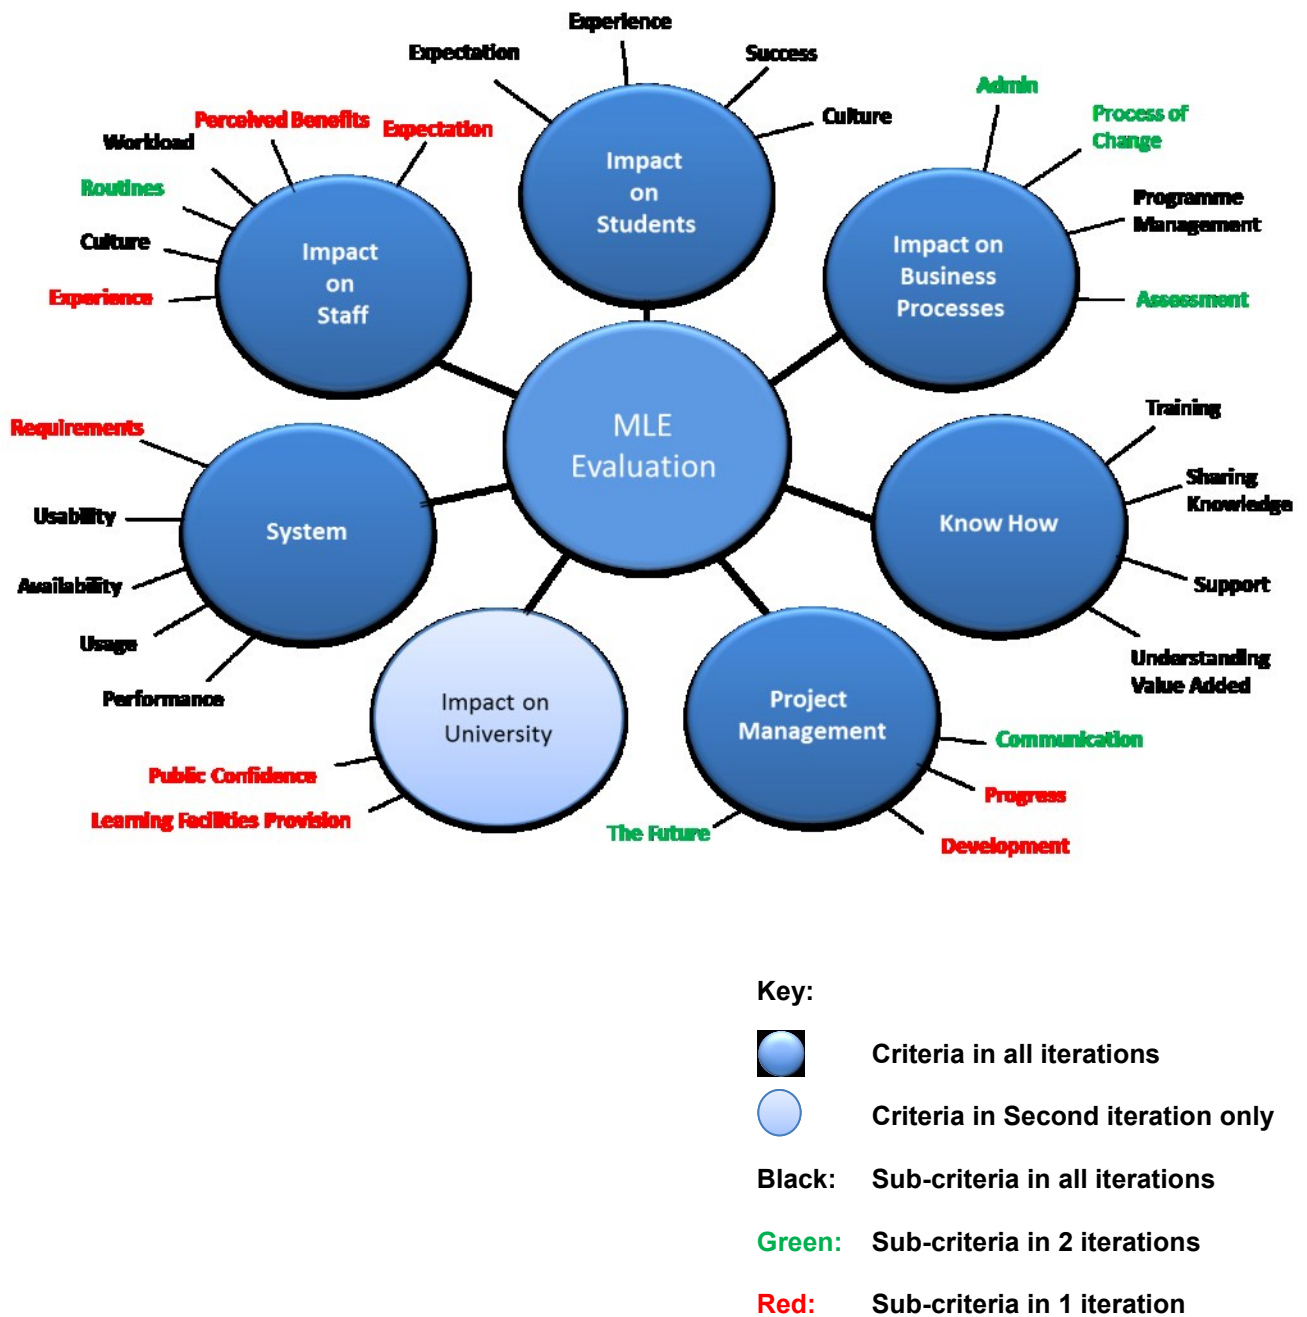 Experience
Expectation
Success
Culture
Impact
on
Students
Admin
Process of
Change
Programme
Management
Assessment
Impact on
Business
Processes
Perceived Benefits
Expectation
Workload
Routines
Culture
Experience
Impact
on
Staff
MLE
Evaluation
Requirements
Usability
Availability
Usage
Performance
System
Training
Sharing
Knowledge
Support
Understanding
Value Added
Know How
Impact on
University
Public Confidence
Learning Facilities Provision
Project
Management
Communication
Progress
Development
The Future
Key:
Criteria in all iterations
Criteria in Second iteration only
Black: Sub-criteria in all iterations
Green: Sub-criteria in 2 iterations
Red: Sub-criteria in 1 iteration